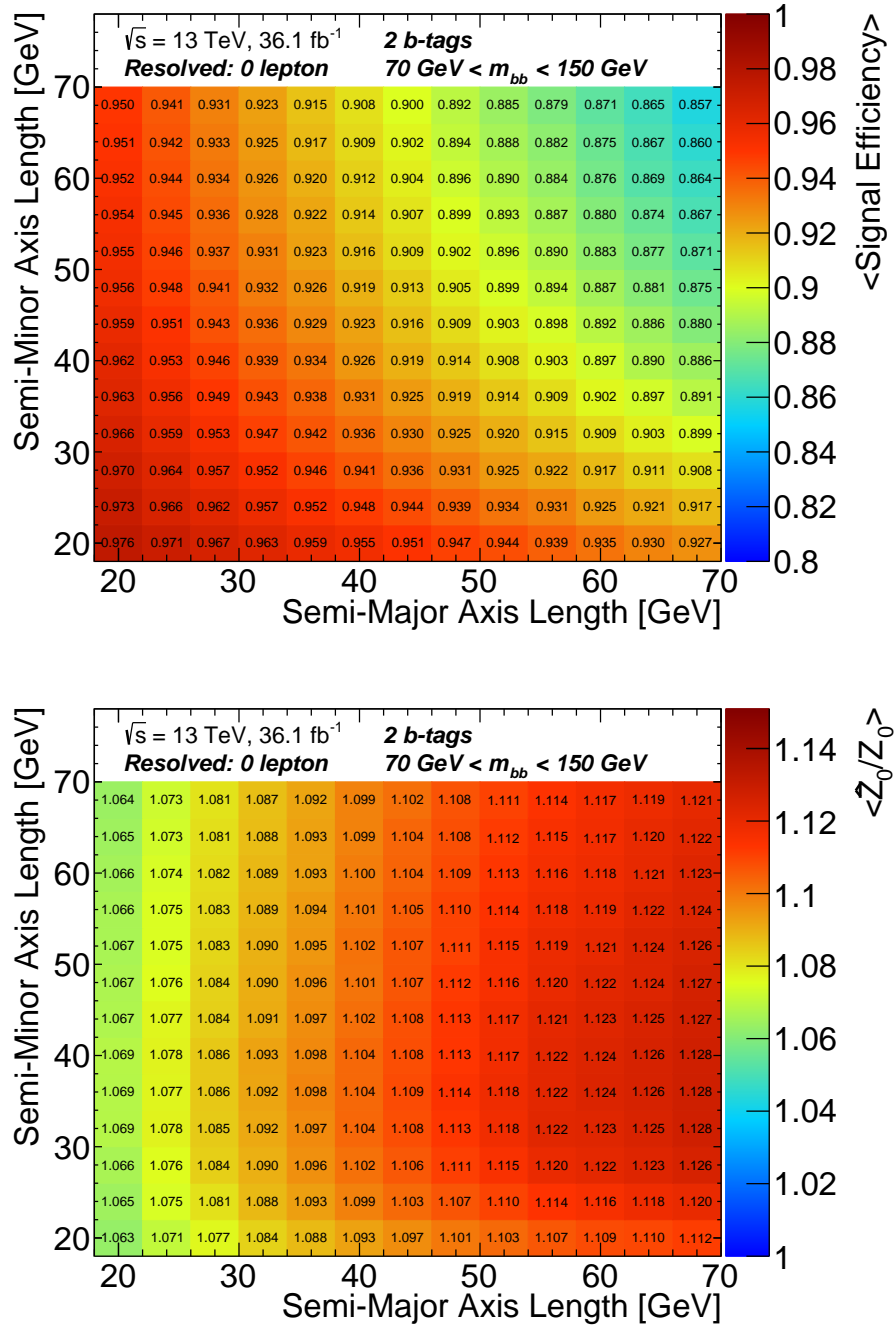 √s = 13 TeV, 36.1 fb⁻¹ 2 b-tags
Resolved: 0 lepton 70 GeV < m_bb < 150 GeV
0.950 0.941 0.931 0.923 0.915 0.908 0.900 0.892 0.885 0.879 0.871 0.865 0.857
0.951 0.942 0.933 0.925 0.917 0.909 0.902 0.894 0.888 0.882 0.875 0.867 0.860
0.952 0.944 0.934 0.926 0.920 0.912 0.904 0.896 0.890 0.884 0.876 0.869 0.864
0.954 0.945 0.936 0.928 0.922 0.914 0.907 0.899 0.893 0.887 0.880 0.874 0.867
0.955 0.946 0.937 0.931 0.923 0.916 0.909 0.902 0.896 0.890 0.883 0.877 0.871
0.956 0.948 0.941 0.932 0.926 0.919 0.913 0.905 0.899 0.894 0.887 0.881 0.875
0.959 0.951 0.943 0.936 0.929 0.923 0.916 0.909 0.903 0.898 0.892 0.886 0.880
0.962 0.953 0.946 0.939 0.934 0.926 0.919 0.914 0.908 0.903 0.897 0.890 0.886
0.963 0.956 0.949 0.943 0.938 0.931 0.925 0.919 0.914 0.909 0.902 0.897 0.891
0.966 0.959 0.953 0.947 0.942 0.936 0.930 0.925 0.920 0.915 0.909 0.903 0.899
0.970 0.964 0.957 0.952 0.946 0.941 0.936 0.931 0.925 0.922 0.917 0.911 0.908
0.973 0.966 0.962 0.957 0.952 0.948 0.944 0.939 0.934 0.931 0.925 0.921 0.917
0.976 0.971 0.967 0.963 0.959 0.955 0.951 0.947 0.944 0.939 0.935 0.930 0.927
70
60
50
40
30
20
Semi-Minor Axis Length [GeV]
20 30 40 50 60 70
Semi-Major Axis Length [GeV]
1
0.98
0.96
0.94
0.92
0.9
0.88
0.86
0.84
0.82
0.8
<Signal Efficiency>
√s = 13 TeV, 36.1 fb⁻¹ 2 b-tags
Resolved: 0 lepton 70 GeV < m_bb < 150 GeV
1.064 1.073 1.081 1.087 1.092 1.099 1.102 1.108 1.111 1.114 1.117 1.119 1.121
1.065 1.073 1.081 1.088 1.093 1.099 1.104 1.108 1.112 1.115 1.117 1.120 1.122
1.066 1.074 1.082 1.089 1.093 1.100 1.104 1.109 1.113 1.116 1.118 1.121 1.123
1.066 1.075 1.083 1.089 1.094 1.101 1.105 1.110 1.114 1.118 1.119 1.122 1.124
1.067 1.075 1.083 1.090 1.095 1.102 1.107 1.111 1.115 1.119 1.121 1.124 1.126
1.067 1.076 1.084 1.090 1.096 1.101 1.107 1.112 1.116 1.120 1.122 1.124 1.127
1.067 1.077 1.084 1.091 1.097 1.102 1.108 1.113 1.117 1.121 1.123 1.125 1.127
1.069 1.078 1.086 1.093 1.098 1.104 1.108 1.113 1.117 1.122 1.124 1.126 1.128
1.069 1.077 1.086 1.092 1.098 1.104 1.109 1.114 1.118 1.122 1.124 1.126 1.128
1.069 1.078 1.085 1.092 1.097 1.104 1.108 1.113 1.118 1.122 1.123 1.125 1.128
1.066 1.076 1.084 1.090 1.096 1.102 1.106 1.111 1.115 1.120 1.122 1.123 1.126
1.065 1.075 1.081 1.088 1.093 1.099 1.103 1.107 1.110 1.114 1.116 1.118 1.120
1.063 1.071 1.077 1.084 1.088 1.093 1.097 1.101 1.103 1.107 1.109 1.110 1.112
70
60
50
40
30
20
Semi-Minor Axis Length [GeV]
20 30 40 50 60 70
Semi-Major Axis Length [GeV]
1.14
1.12
1.1
1.08
1.06
1.04
1.02
1
<Ẑ₀/Z₀>